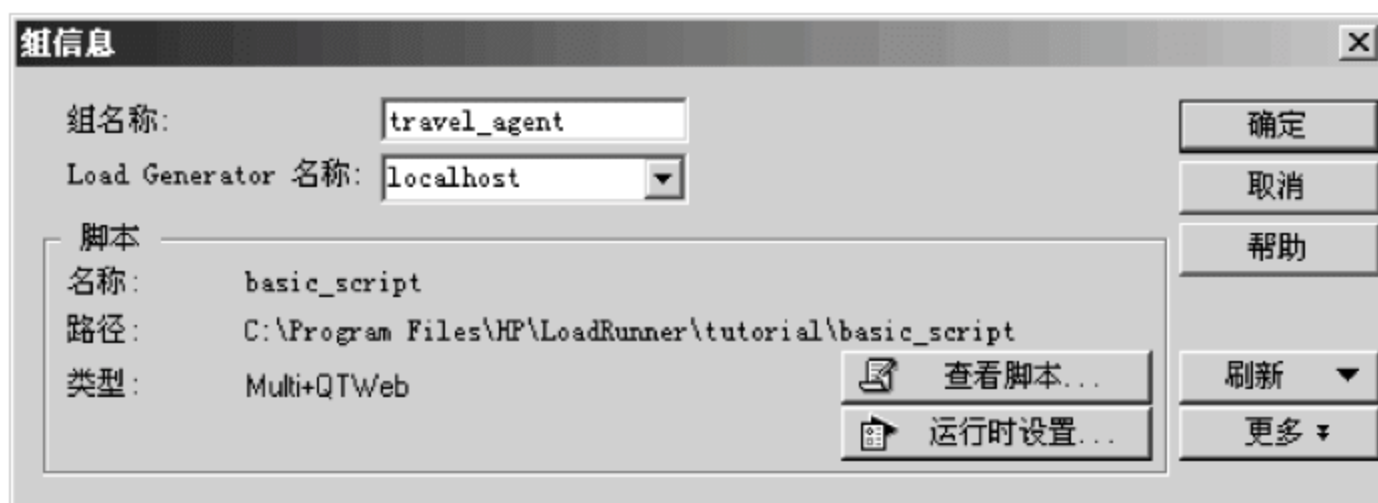 组信息
组名称: travel_agent
Load Generator 名称: localhost
脚本
名称: basic_script
路径: C:\Program Files\HP\LoadRunner\tutorial\basic_script
类型: Multi+QTWeb
查看脚本...
运行时设置...
确定
取消
帮助
刷新
更多